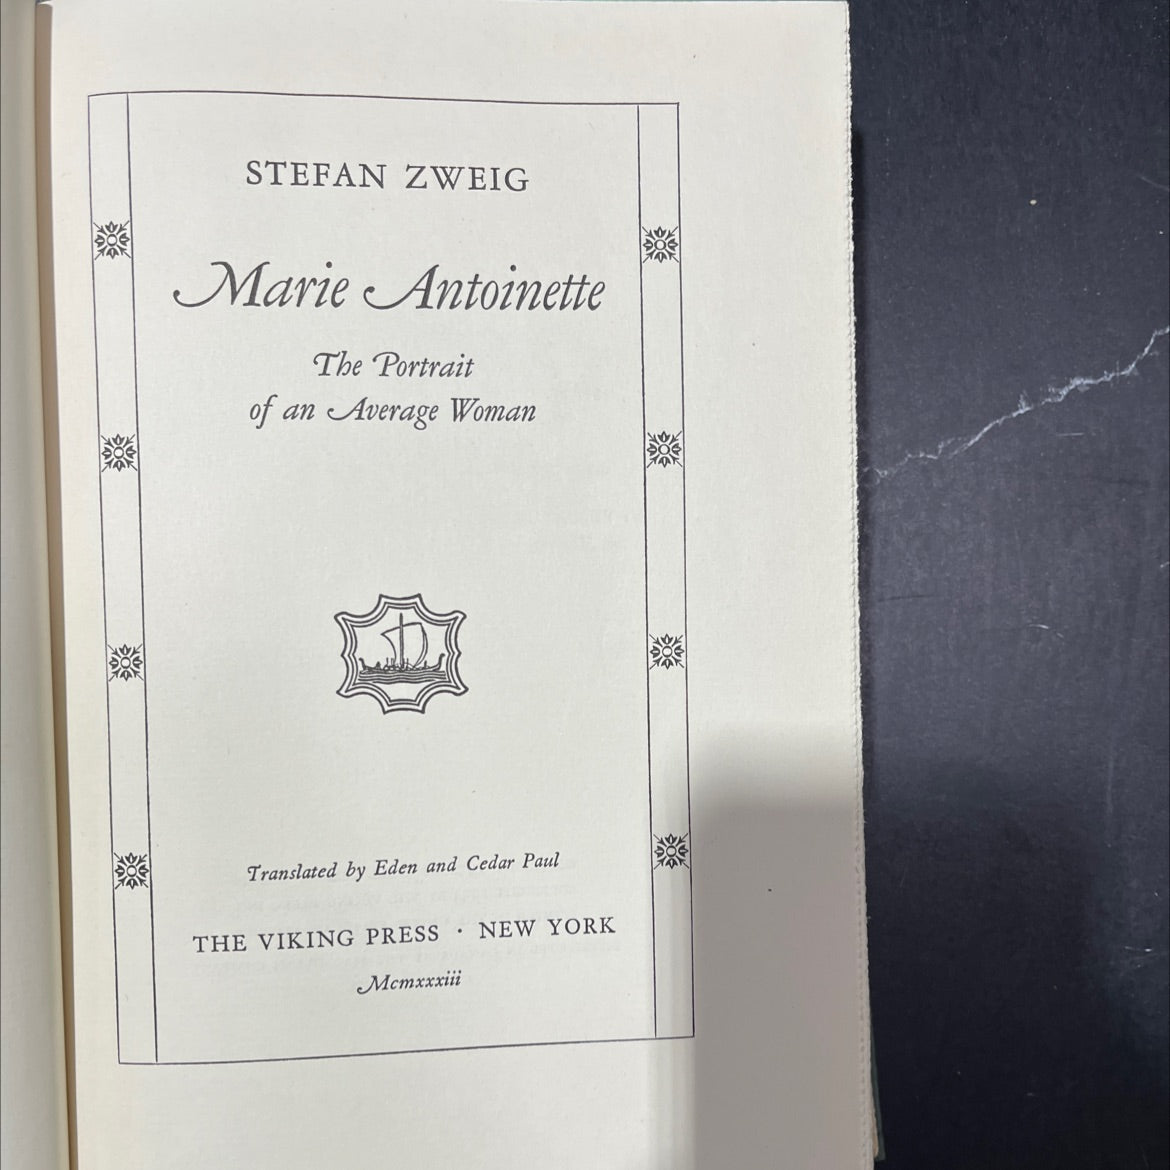 STEFAN ZWEIG
Marie Antoinette
The Portrait
of an Average Woman
Translated by Eden and Cedar Paul
THE VIKING PRESS · NEW YORK
Mcmxxxiii